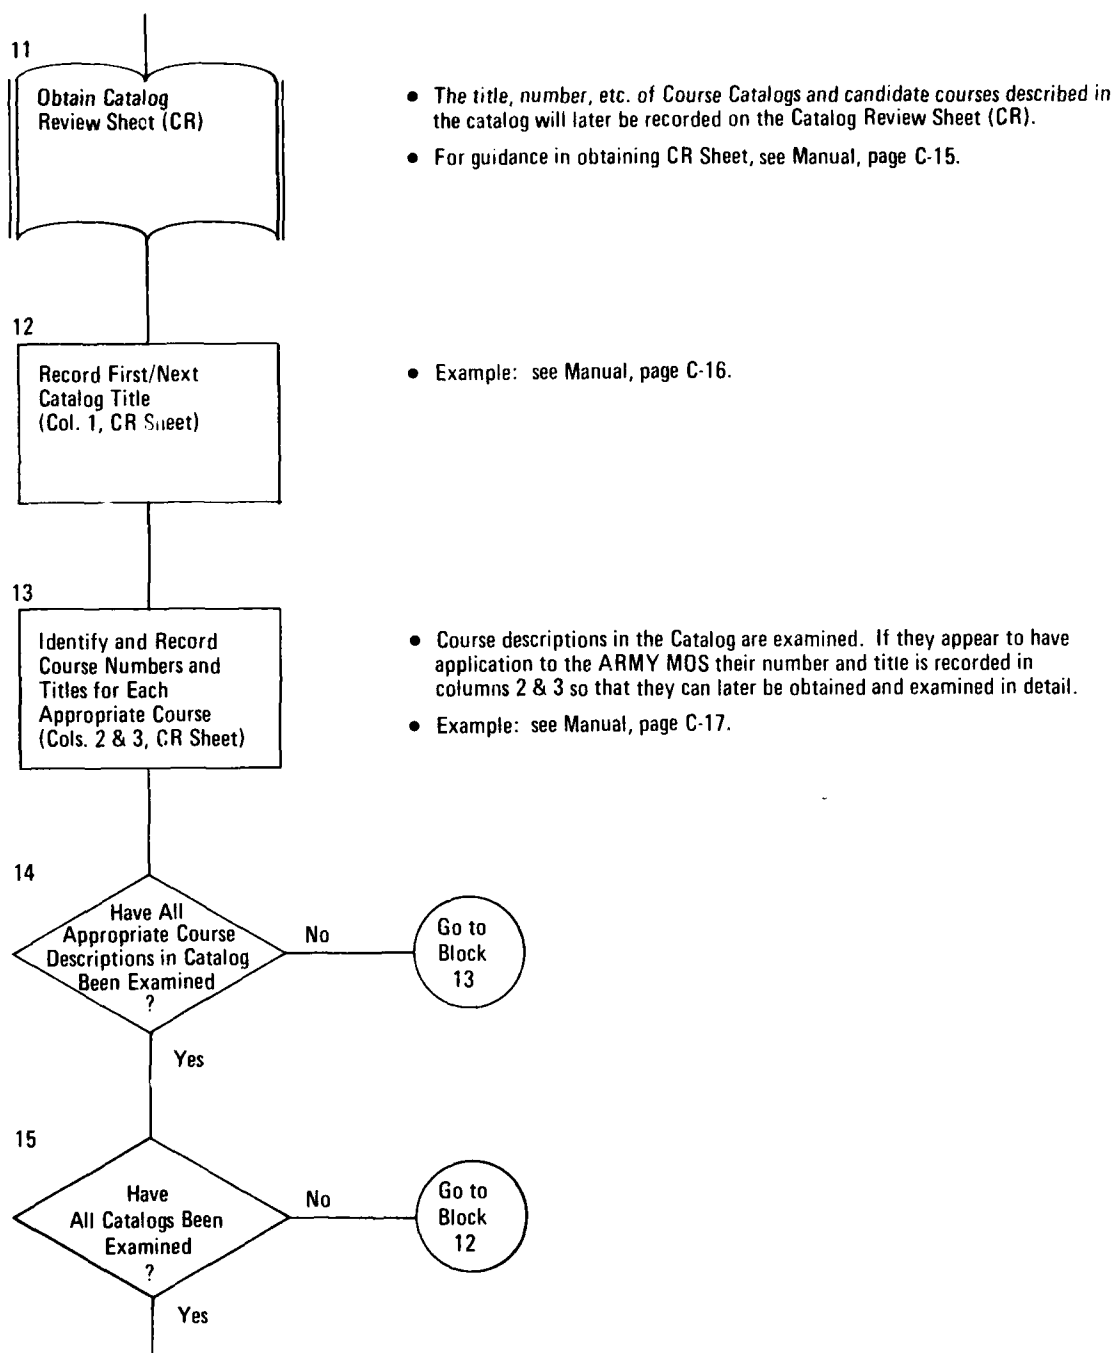 11
Obtain Catalog
Review Sheet (CR)
• The title, number, etc. of Course Catalogs and candidate courses described in
the catalog will later be recorded on the Catalog Review Sheet (CR).
• For guidance in obtaining CR Sheet, see Manual, page C-15.
12
Record First/Next
Catalog Title
(Col. 1, CR Sheet)
• Example: see Manual, page C-16.
13
Identify and Record
Course Numbers and
Titles for Each
Appropriate Course
(Cols. 2 & 3, CR Sheet)
• Course descriptions in the Catalog are examined. If they appear to have
application to the ARMY MOS their number and title is recorded in
columns 2 & 3 so that they can later be obtained and examined in detail.
• Example: see Manual, page C-17.
14
Have All
Appropriate Course
Descriptions in Catalog
Been Examined
?
No
Go to
Block
13
Yes
15
Have
All Catalogs Been
Examined
?
No
Go to
Block
12
Yes